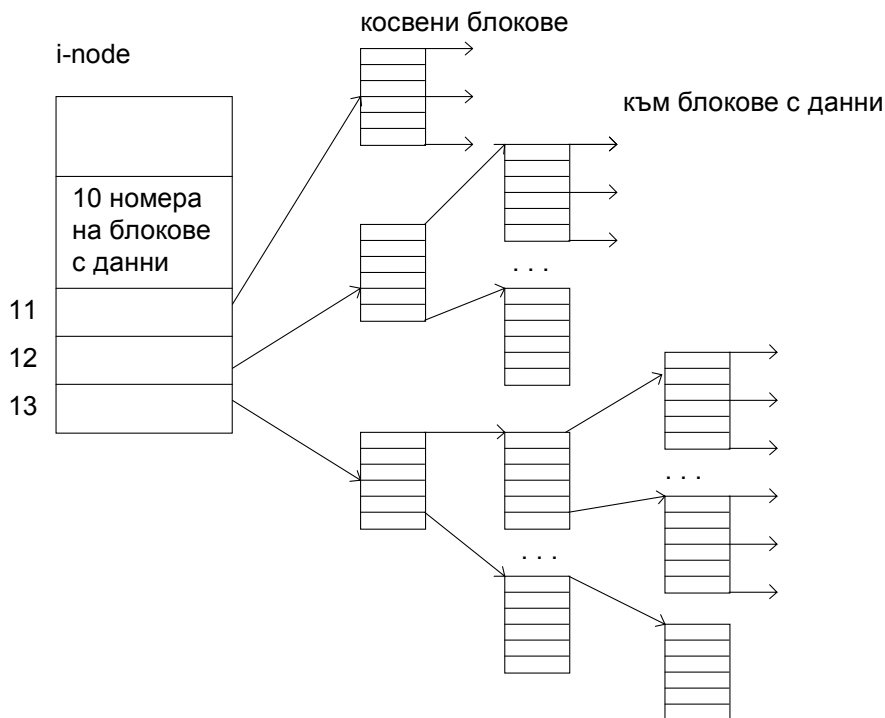 косвени блокове
i-node
към блокове с данни
10 номера
на блокове
с данни
11
12
13
. . .
. . .
. . .